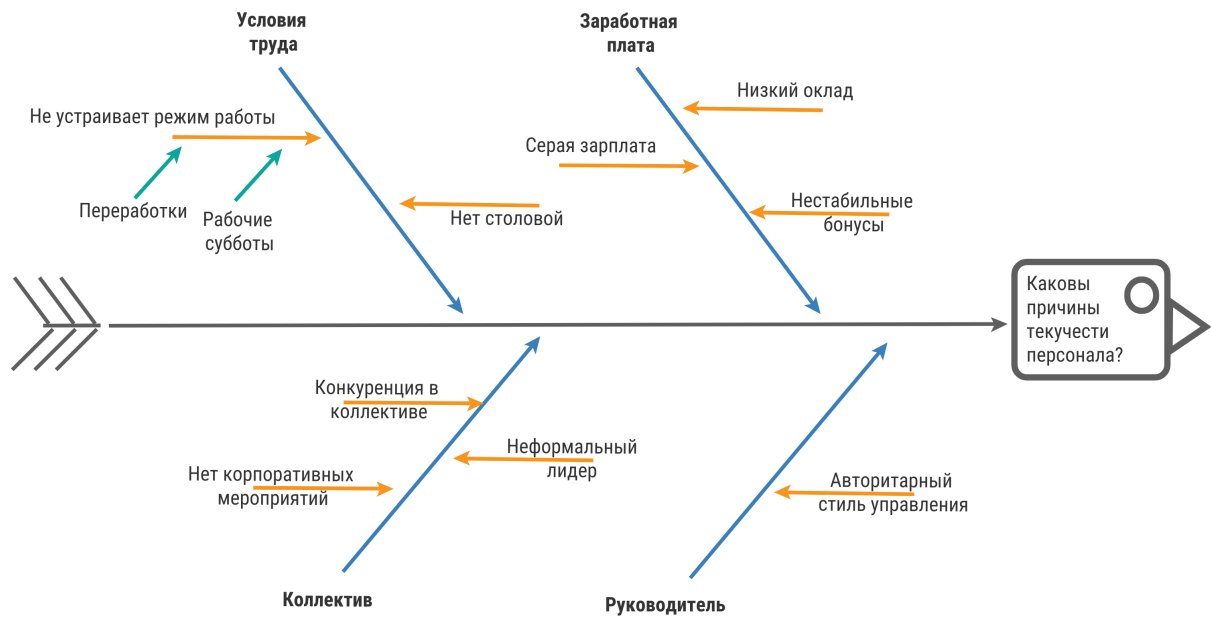 Условия
труда
Заработная
плата
Низкий оклад
Не устраивает режим работы
Серая зарплата
Переработки
Рабочие
субботы
Нет столовой
Нестабильные
бонусы
Каковы
причины
текучести
персонала?
Конкуренция в
коллективе
Неформальный
лидер
Нет корпоративных
мероприятий
Авторитарный
стиль управления
Коллектив
Руководитель